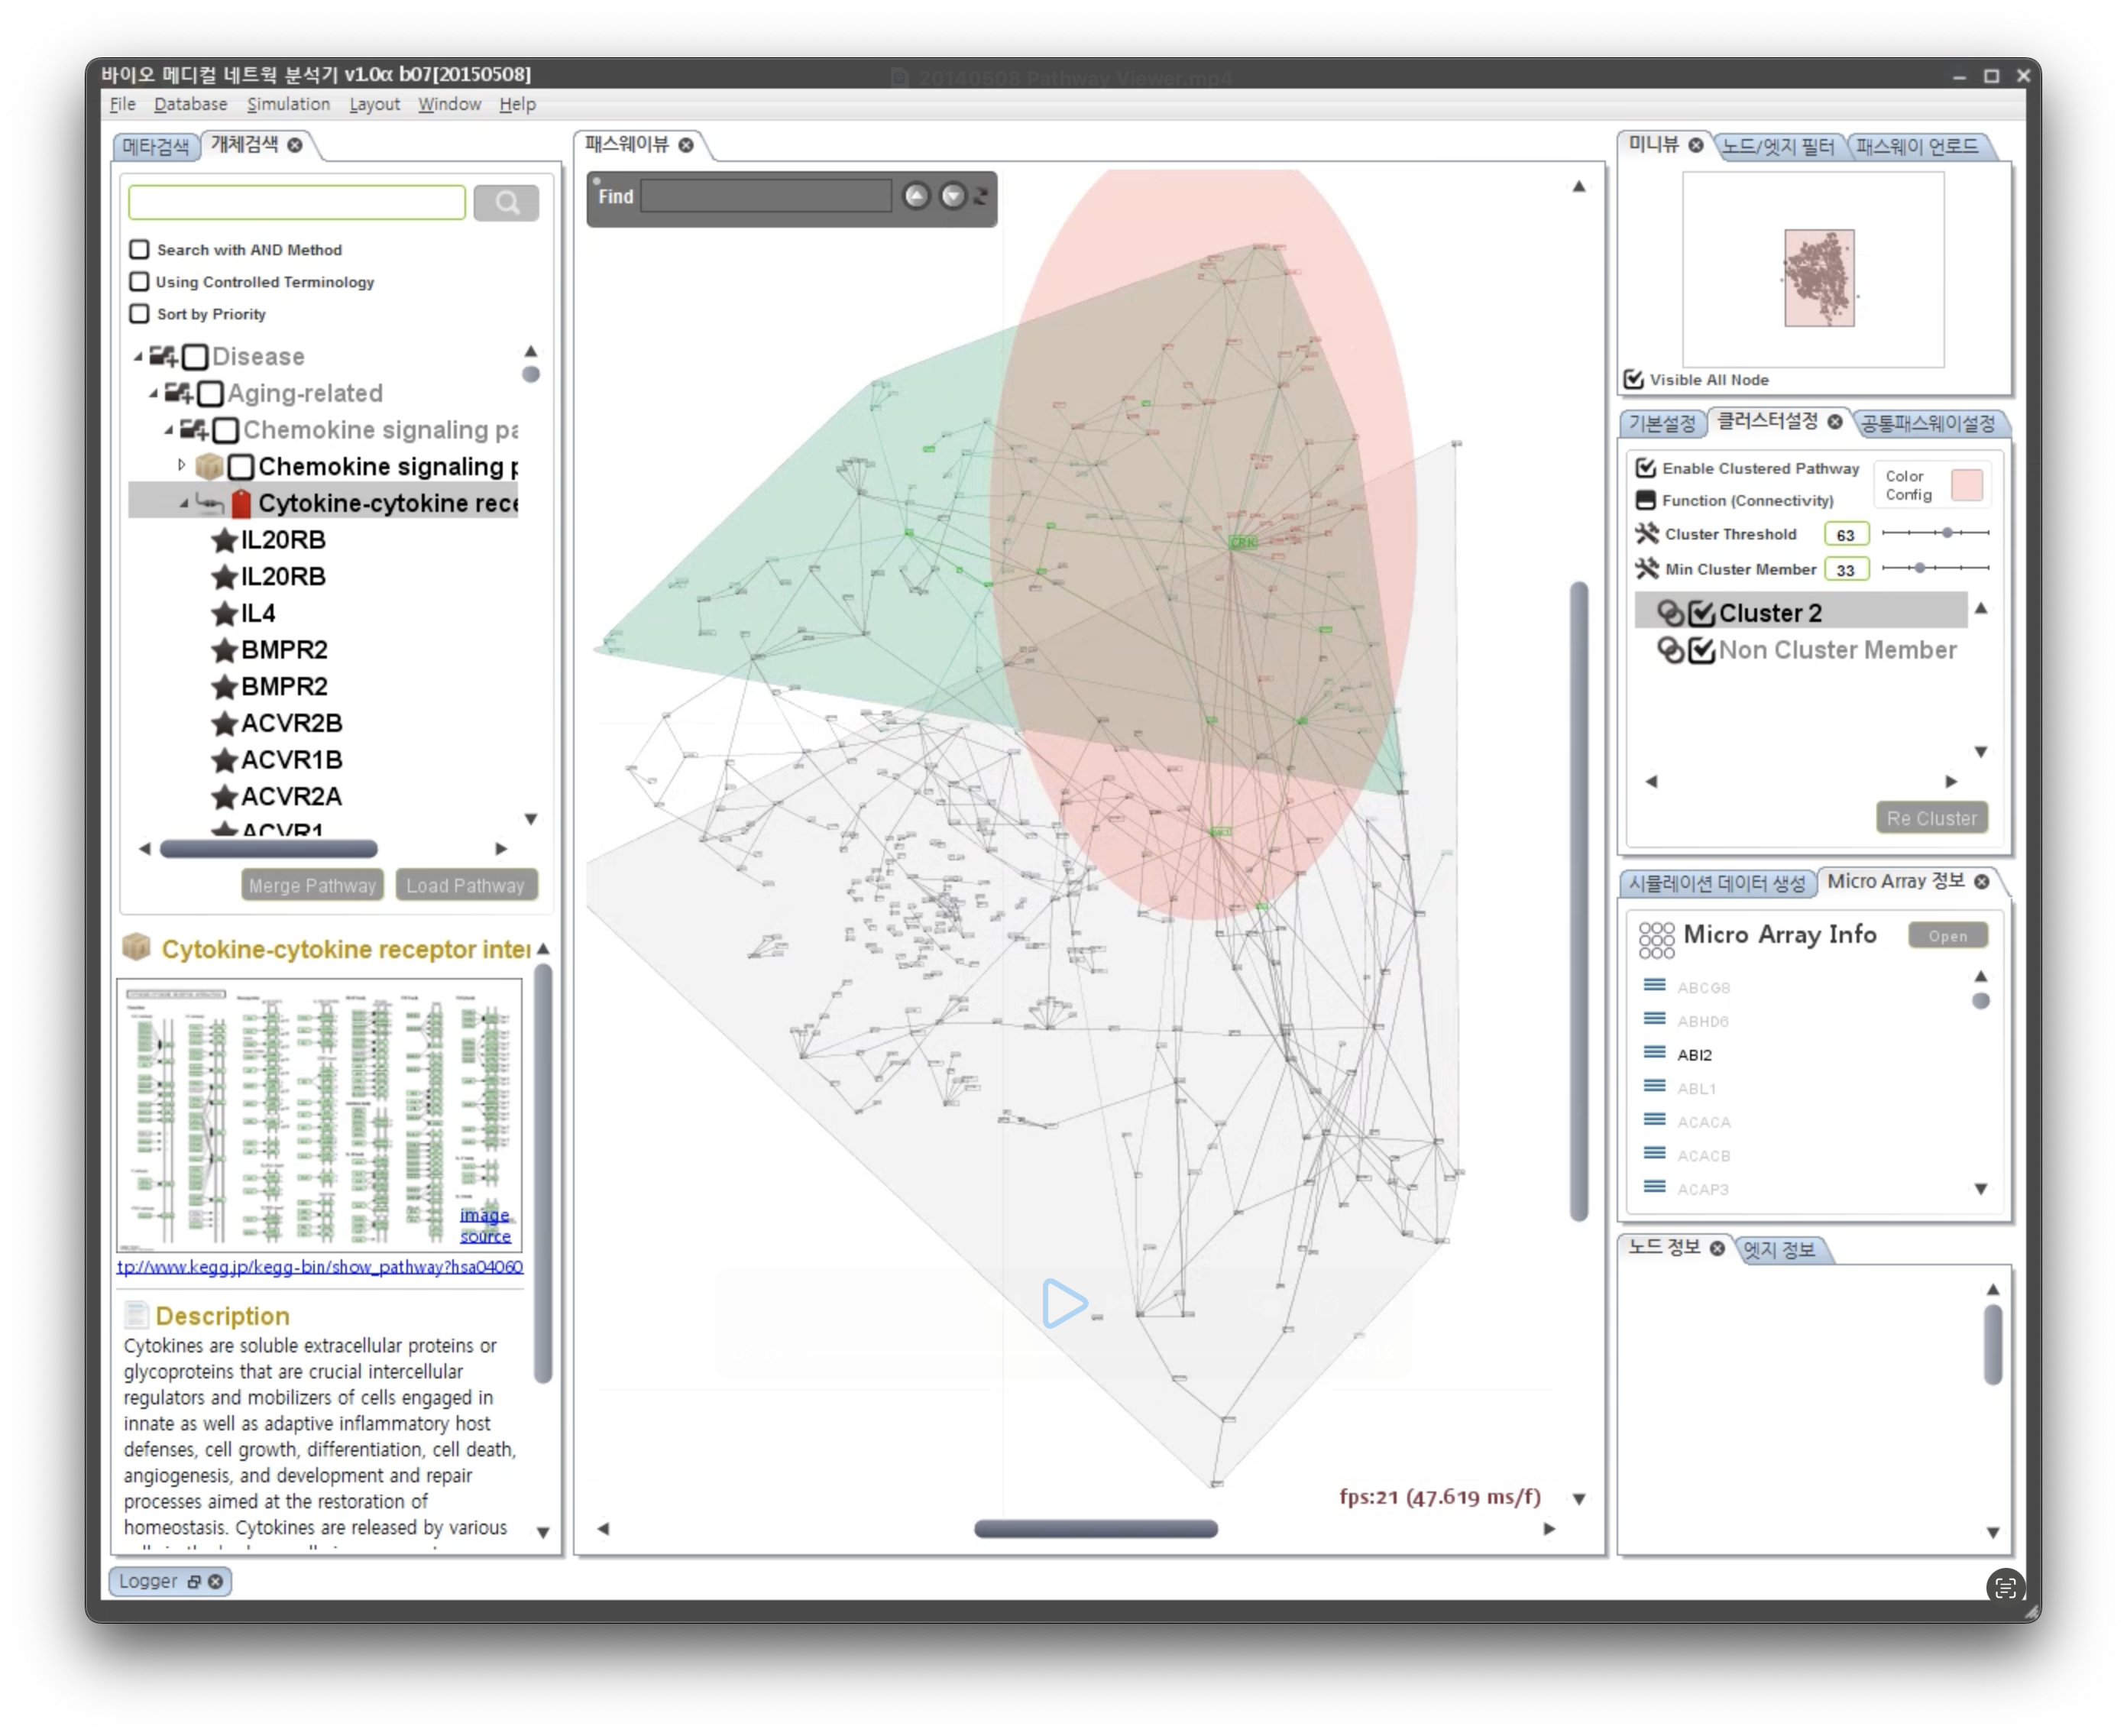 바이오 메디컬 네트웍 분석기 v1.0α b07[20150508]
20140508 Pathway Viewer.mp4
File Database Simulation Layout Window Help
메타검색 개체검색
Search with AND Method
Using Controlled Terminology
Sort by Priority
Disease
Aging-related
Chemokine signaling pa
Chemokine signaling p
Cytokine-cytokine rece
IL20RB
IL20RB
IL4
BMPR2
BMPR2
ACVR2B
ACVR1B
ACVR2A
ACVR1
Merge Pathway Load Pathway
Cytokine-cytokine receptor inter
image
source
tp://www.kegg.jp/kegg-bin/show_pathway?hsa04060
Description
Cytokines are soluble extracellular proteins or
glycoproteins that are crucial intercellular
regulators and mobilizers of cells engaged in
innate as well as adaptive inflammatory host
defenses, cell growth, differentiation, cell death,
angiogenesis, and development and repair
processes aimed at the restoration of
homeostasis. Cytokines are released by various
패스웨이뷰
Find
CRK
fps:21 (47.619 ms/f)
미니뷰 노드/엣지 필터 패스웨이 언로드
Visible All Node
기본설정 클러스터설정 공통패스웨이설정
Enable Clustered Pathway
Color
Config
Function (Connectivity)
Cluster Threshold 63
Min Cluster Member 33
Cluster 2
Non Cluster Member
Re Cluster
시뮬레이션 데이터 생성 Micro Array 정보
Micro Array Info Open
ABCG8
ABHD6
ABI2
ABL1
ACACA
ACACB
ACAP3
노드 정보 엣지 정보
Logger